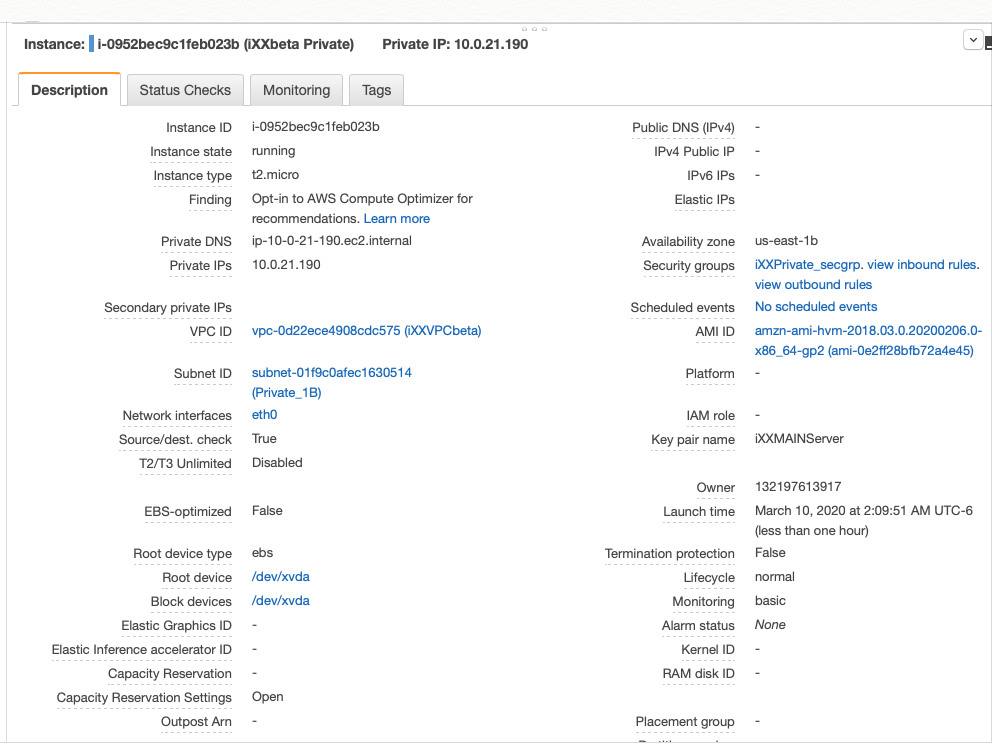 Instance: i-0952bec9c1feb023b (iXXbeta Private) Private IP: 10.0.21.190
Description Status Checks Monitoring Tags
Instance ID i-0952bec9c1feb023b Public DNS (IPv4) -
Instance state running IPv4 Public IP -
Instance type t2.micro IPv6 IPs -
Finding Opt-in to AWS Compute Optimizer for Elastic IPs
recommendations. Learn more
Private DNS ip-10-0-21-190.ec2.internal Availability zone us-east-1b
Private IPs 10.0.21.190 Security groups iXXPrivate_secgrp. view inbound rules.
view outbound rules
Secondary private IPs Scheduled events No scheduled events
VPC ID vpc-0d22ece4908cdc575 (iXXVPCbeta) AMI ID amzn-ami-hvm-2018.03.0.20200206.0-
x86_64-gp2 (ami-0e2ff28bfb72a4e45)
Subnet ID subnet-01f9c0afec1630514 Platform -
(Private_1B)
Network interfaces eth0 IAM role -
Source/dest. check True Key pair name iXXMAINServer
T2/T3 Unlimited Disabled
Owner 132197613917
EBS-optimized False Launch time March 10, 2020 at 2:09:51 AM UTC-6
(less than one hour)
Root device type ebs Termination protection False
Root device /dev/xvda Lifecycle normal
Block devices /dev/xvda Monitoring basic
Elastic Graphics ID - Alarm status None
Elastic Inference accelerator ID - Kernel ID -
Capacity Reservation - RAM disk ID -
Capacity Reservation Settings Open
Outpost Arn - Placement group -